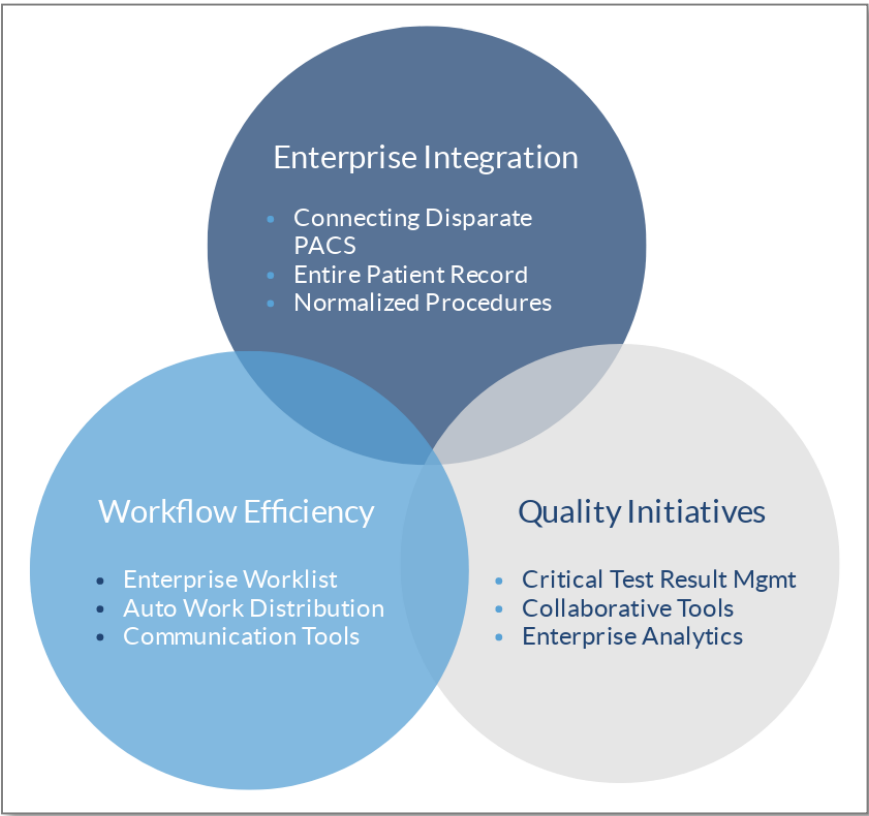 Enterprise Integration
• Connecting Disparate
PACS
• Entire Patient Record
• Normalized Procedures
Workflow Efficiency
• Enterprise Worklist
• Auto Work Distribution
• Communication Tools
Quality Initiatives
• Critical Test Result Mgmt
• Collaborative Tools
• Enterprise Analytics